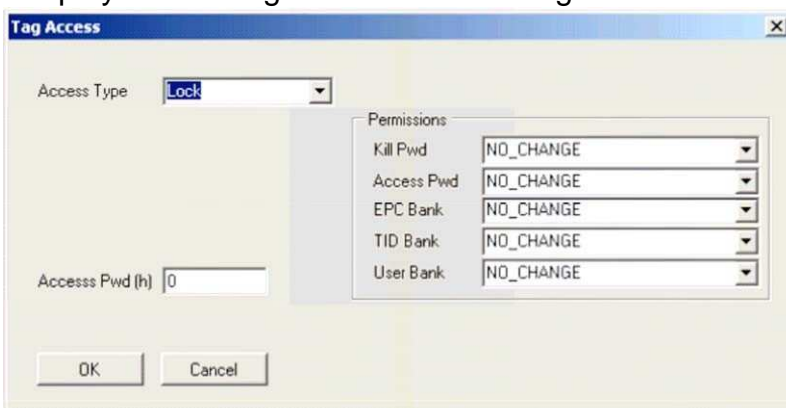 Tag Access
Access Type Lock
Permissions
Kill Pwd NO_CHANGE
Access Pwd NO_CHANGE
EPC Bank NO_CHANGE
TID Bank NO_CHANGE
User Bank NO_CHANGE
Accesss Pwd (h) 0
OK Cancel